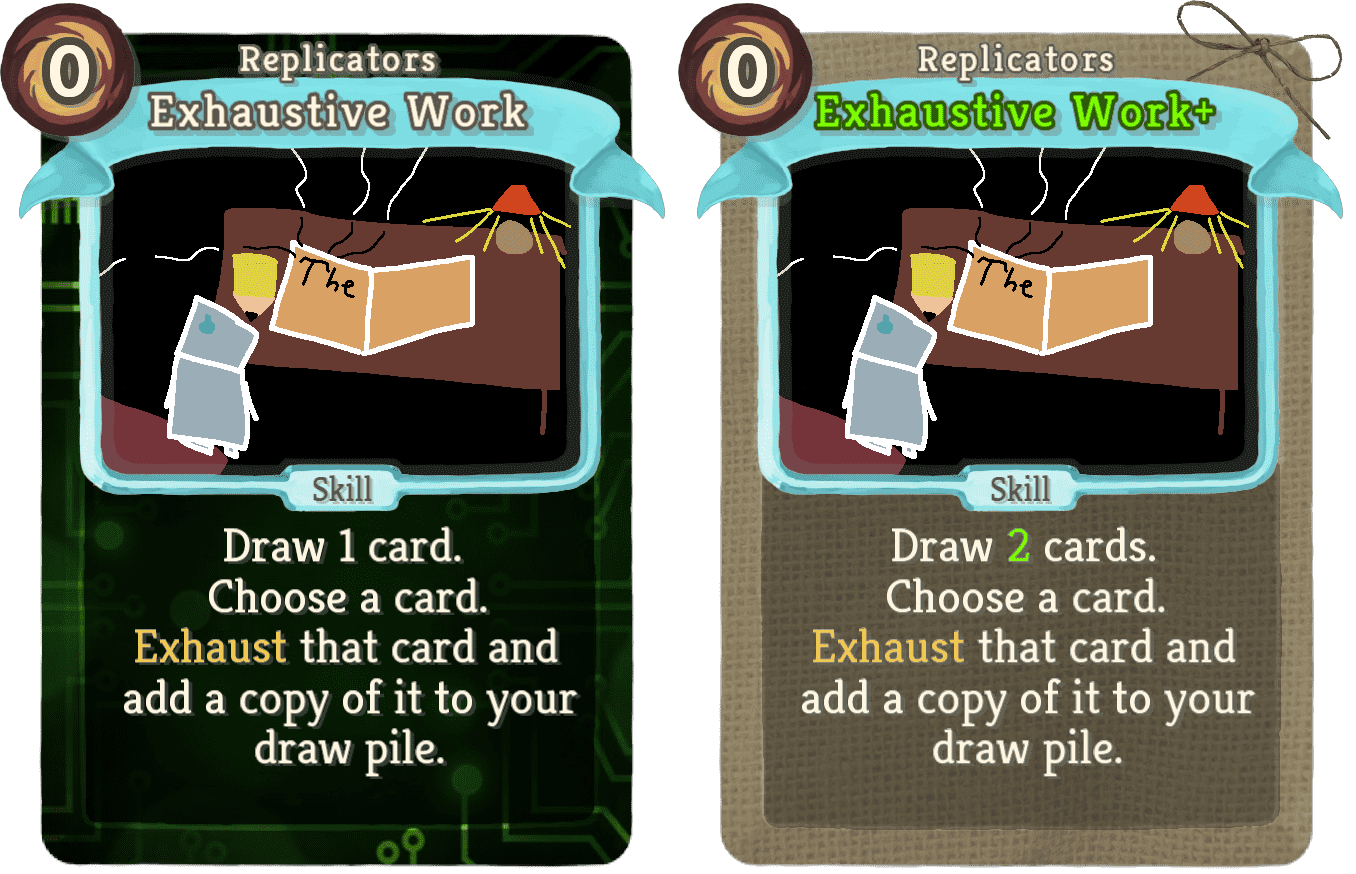 0
Replicators
Exhaustive Work
The
Skill
Draw 1 card.
Choose a card.
Exhaust that card and
add a copy of it to your
draw pile.
0
Replicators
Exhaustive Work+
The
Skill
Draw 2 cards.
Choose a card.
Exhaust that card and
add a copy of it to your
draw pile.